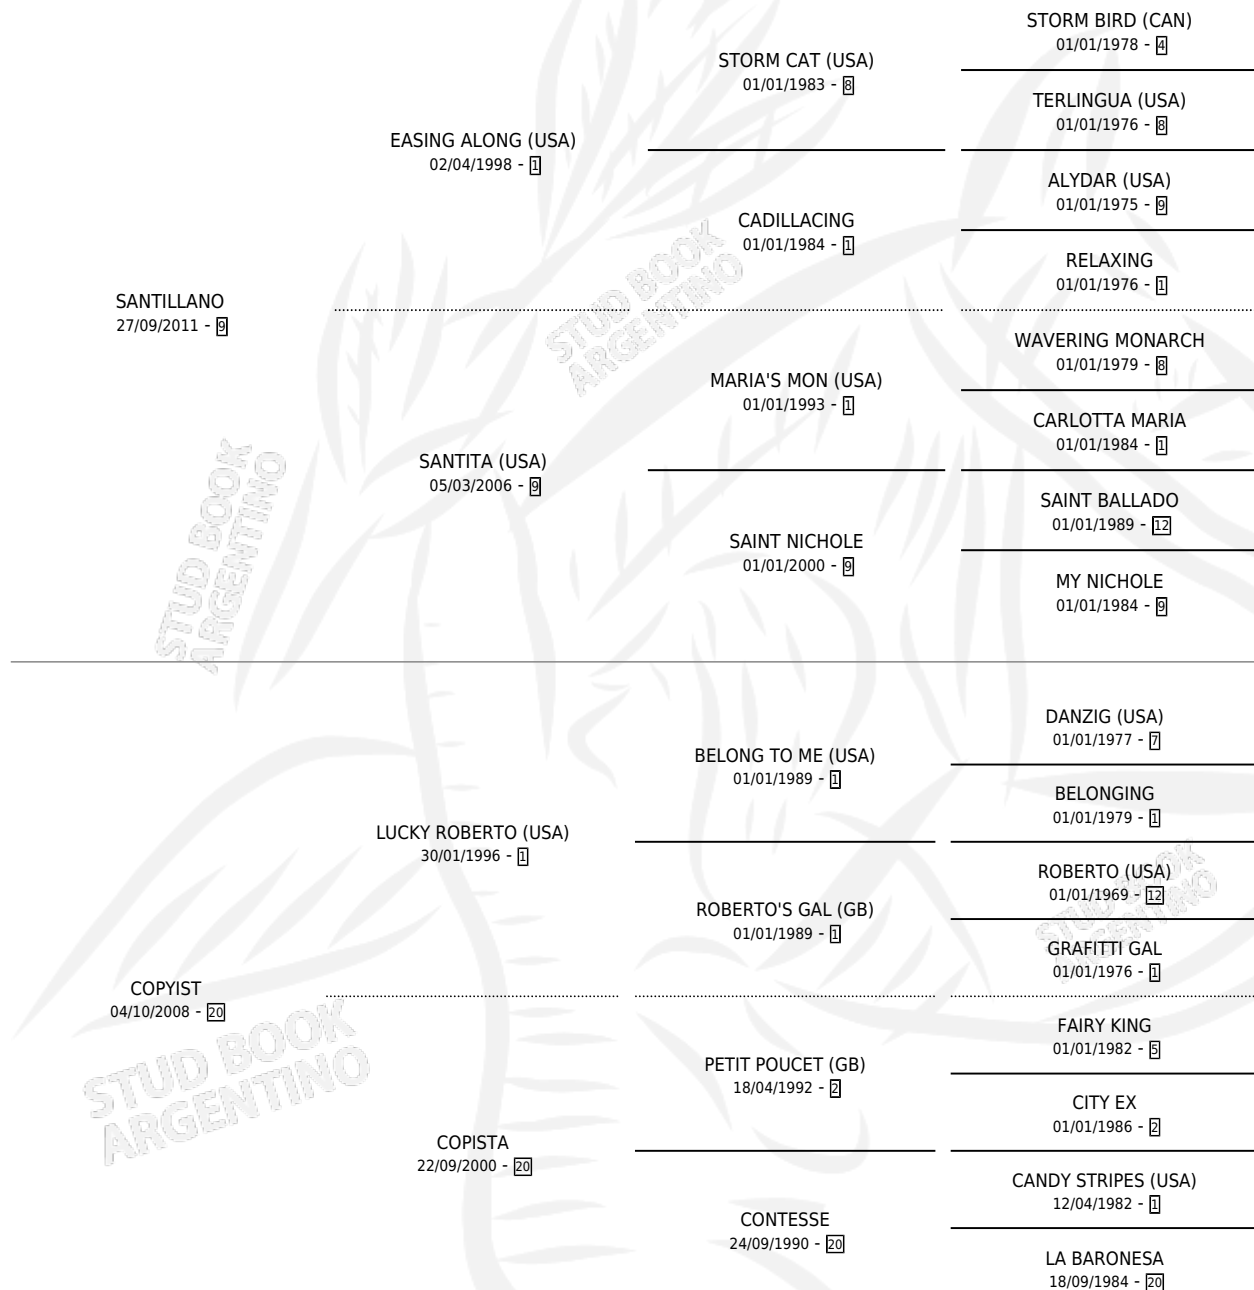 STORM BIRD (CAN)
01/01/1978 - 4
STORM CAT (USA)
01/01/1983 - 8
TERLINGUA (USA)
01/01/1976 - 8
EASING ALONG (USA)
02/04/1998 - 1
ALYDAR (USA)
01/01/1975 - 9
CADILLACING
01/01/1984 - 1
RELAXING
01/01/1976 - 1
SANTILLANO
27/09/2011 - 9
WAVERING MONARCH
01/01/1979 - 8
MARIA'S MON (USA)
01/01/1993 - 1
CARLOTTA MARIA
01/01/1984 - 1
SANTITA (USA)
05/03/2006 - 9
SAINT BALLADO
01/01/1989 - 12
SAINT NICHOLE
01/01/2000 - 9
MY NICHOLE
01/01/1984 - 9
DANZIG (USA)
01/01/1977 - 7
BELONG TO ME (USA)
01/01/1989 - 1
BELONGING
01/01/1979 - 1
LUCKY ROBERTO (USA)
30/01/1996 - 1
ROBERTO (USA)
01/01/1969 - 12
ROBERTO'S GAL (GB)
01/01/1989 - 1
GRAFITTI GAL
01/01/1976 - 1
COPYIST
04/10/2008 - 20
FAIRY KING
01/01/1982 - 5
PETIT POUCET (GB)
18/04/1992 - 2
CITY EX
01/01/1986 - 2
COPISTA
22/09/2000 - 20
CANDY STRIPES (USA)
12/04/1982 - 1
CONTESSE
24/09/1990 - 20
LA BARONESA
18/09/1984 - 20
STUD BOOK
ARGENTINO
STUD BOOK
ARGENTINO
STUD BOOK
ARGENTINO
STUD BOOK
ARGENTINO